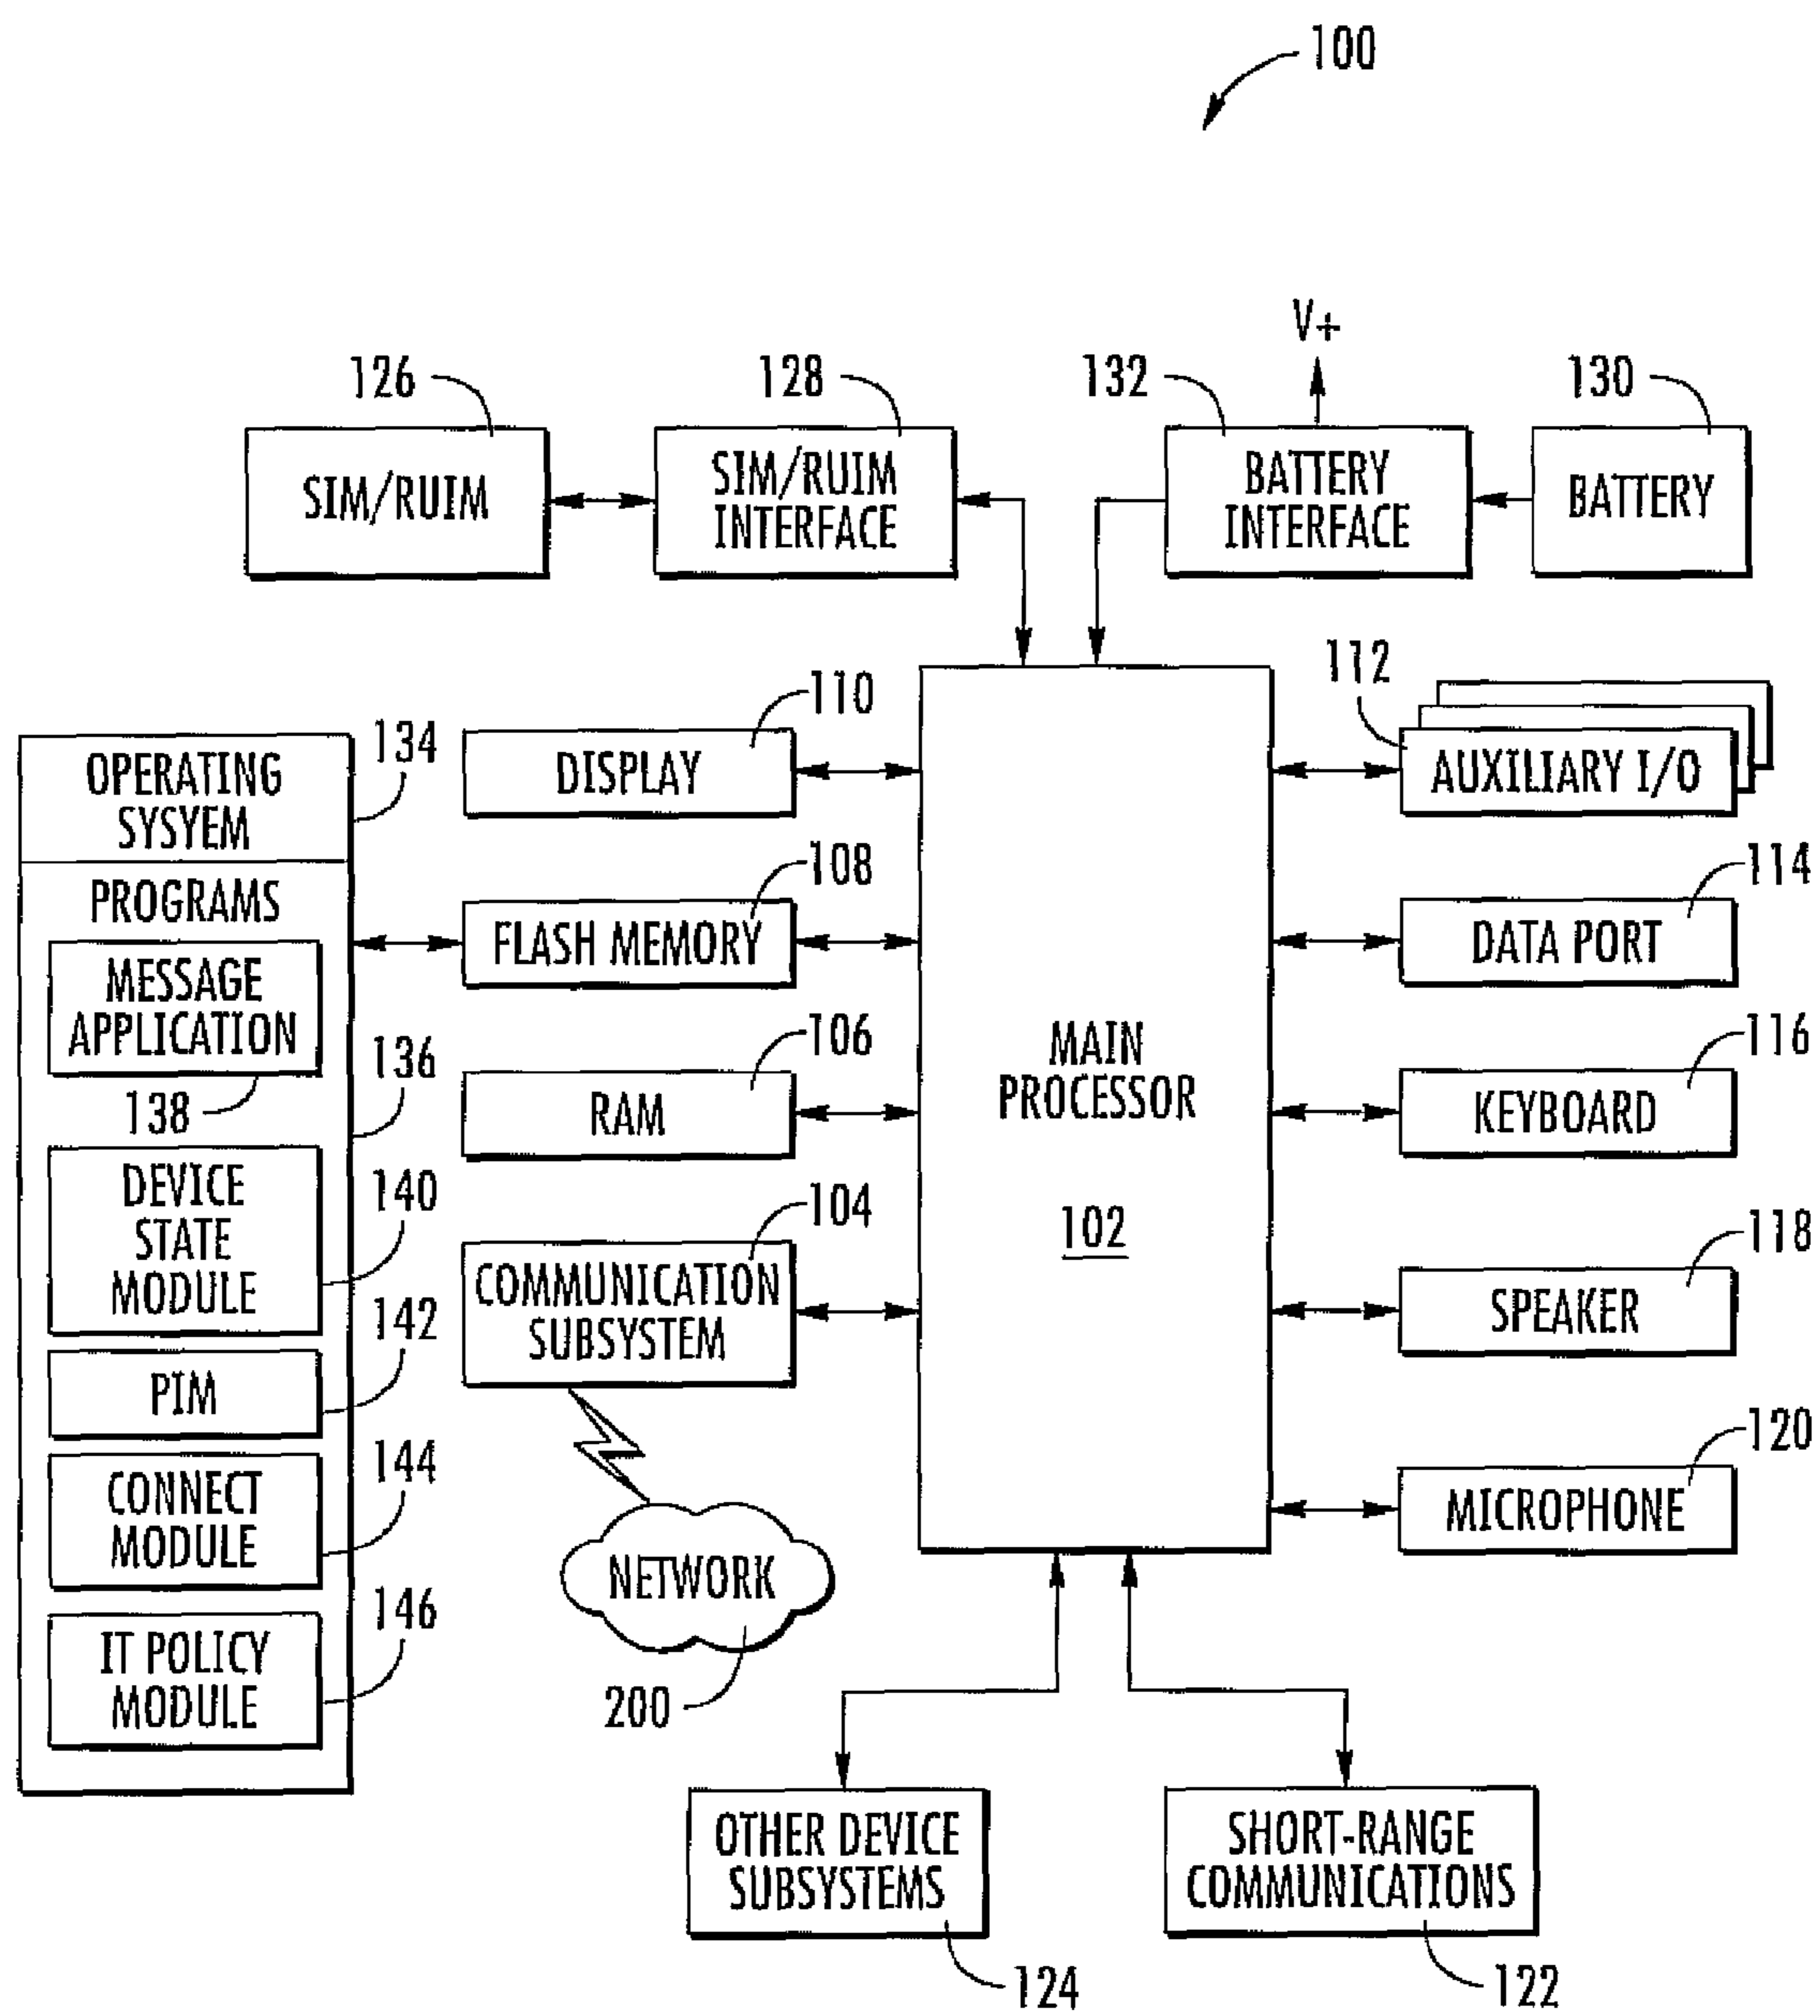 100
V+
126
128
132
130
SIM/RUIM
SIM/RUIM
INTERFACE
BATTERY
INTERFACE
BATTERY
134
OPERATING
SYSYEM
PROGRAMS
MESSAGE
APPLICATION
138
136
DEVICE
STATE
MODULE
140
142
PIM
144
CONNECT
MODULE
146
IT POLICY
MODULE
110
DISPLAY
108
FLASH MEMORY
106
RAM
104
COMMUNICATION
SUBSYSTEM
NETWORK
200
MAIN
PROCESSOR
102
112
AUXILIARY I/O
114
DATA PORT
116
KEYBOARD
118
SPEAKER
120
MICROPHONE
OTHER DEVICE
SUBSYSTEMS
124
SHORT-RANGE
COMMUNICATIONS
122